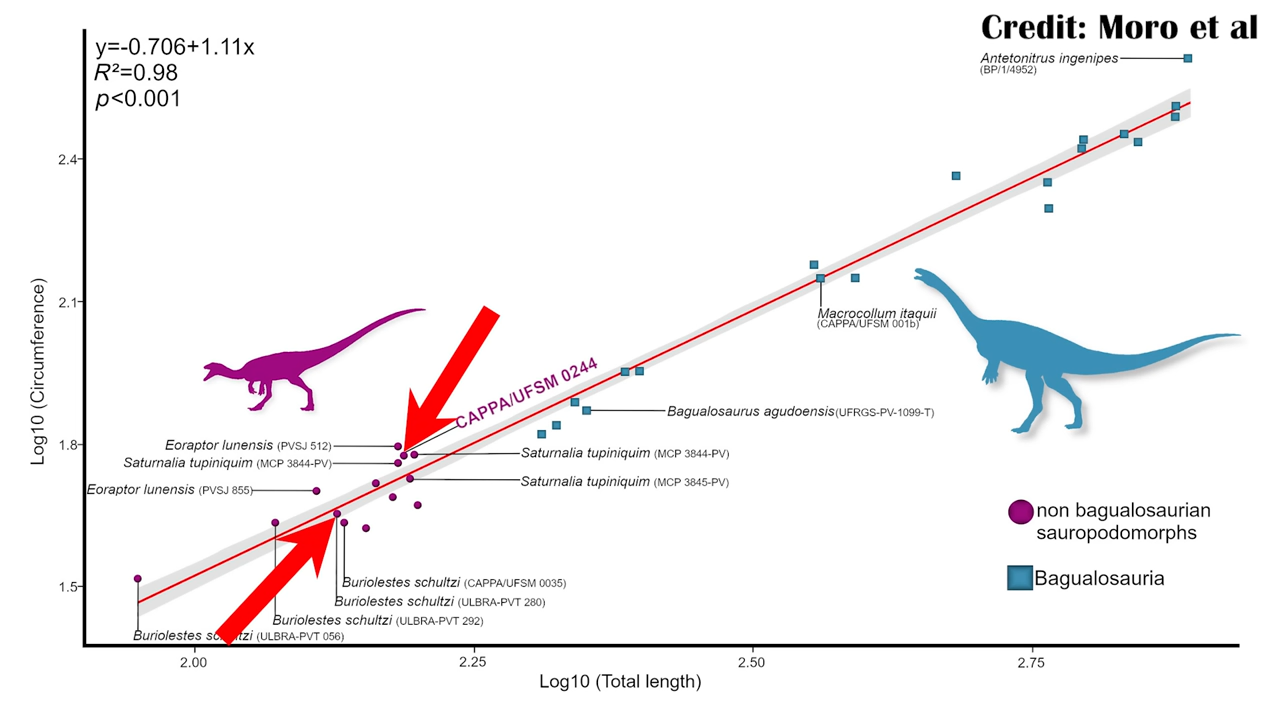 Credit: Moro et al
y=-0.706+1.11x
R²=0.98
p<0.001
Antetonitrus ingenipes
(BP/1/4952)
2.4
2.1
1.8
1.5
Log10 (Circumference)
Macrocollum itaquii
(CAPPA/UFSM 001b)
CAPPA/UFSM 0244
Bagualosaurus agudoensis(UFRGS-PV-1099-T)
Eoraptor lunensis (PVSJ 512)
Saturnalia tupiniquim (MCP 3844-PV)
Saturnalia tupiniquim (MCP 3844-PV)
Eoraptor lunensis (PVSJ 855)
Saturnalia tupiniquim (MCP 3845-PV)
non bagualosaurian
sauropodomorphs
Bagualosauria
Buriolestes schultzi (CAPPA/UFSM 0035)
Buriolestes schultzi (ULBRA-PVT 280)
Buriolestes schultzi (ULBRA-PVT 292)
Buriolestes schultzi (ULBRA-PVT 056)
2.00
2.25
2.50
2.75
Log10 (Total length)